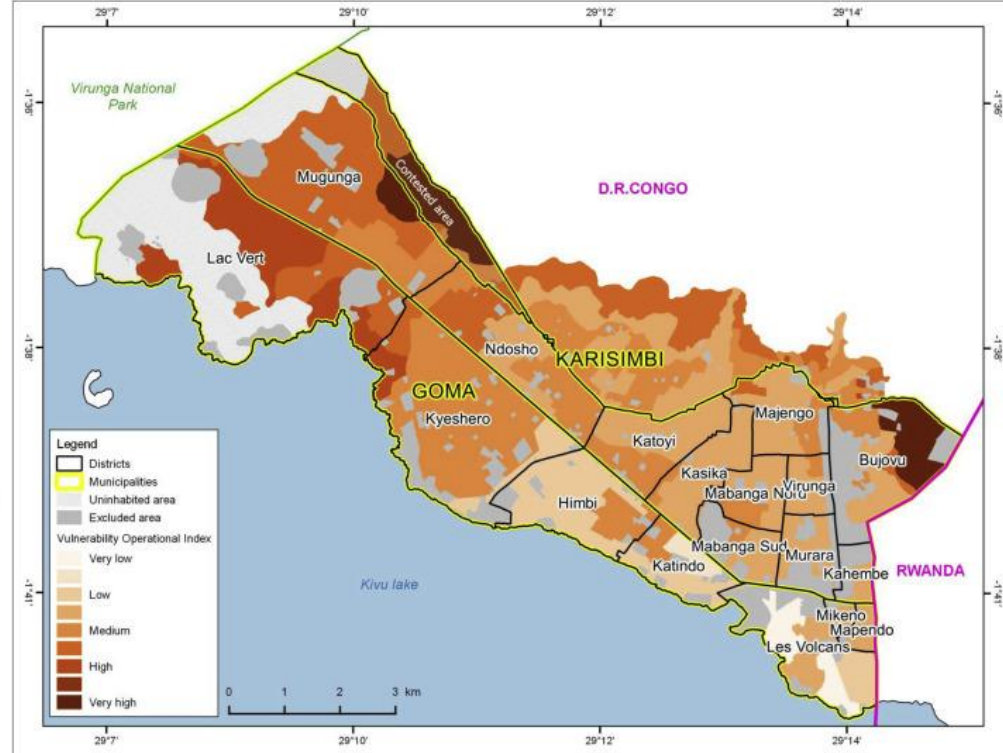 29°7'
29°10'
29°12'
29°14'
-1°36'
-1°36'
Virunga National
Park
D.R.CONGO
Mugunga
Contested area
Lac Vert
-1°38'
-1°38'
Ndosho
KARISIMBI
GOMA
Kyeshero
Majengo
Katoyi
Kasika
Bujovu
Mabanga Nord
Virunga
Himbi
Mabanga Sud
Murara
Katindo
Kahembe
RWANDA
Kivu lake
-1°41'
-1°41'
Mikeno
Mapendo
Les Volcans
Legend
Districts
Municipalities
Uninhabited area
Excluded area
Vulnerability Operational Index
Very low
Low
Medium
High
Very high
0 1 2 3 km
29°7'
29°10'
29°12'
29°14'